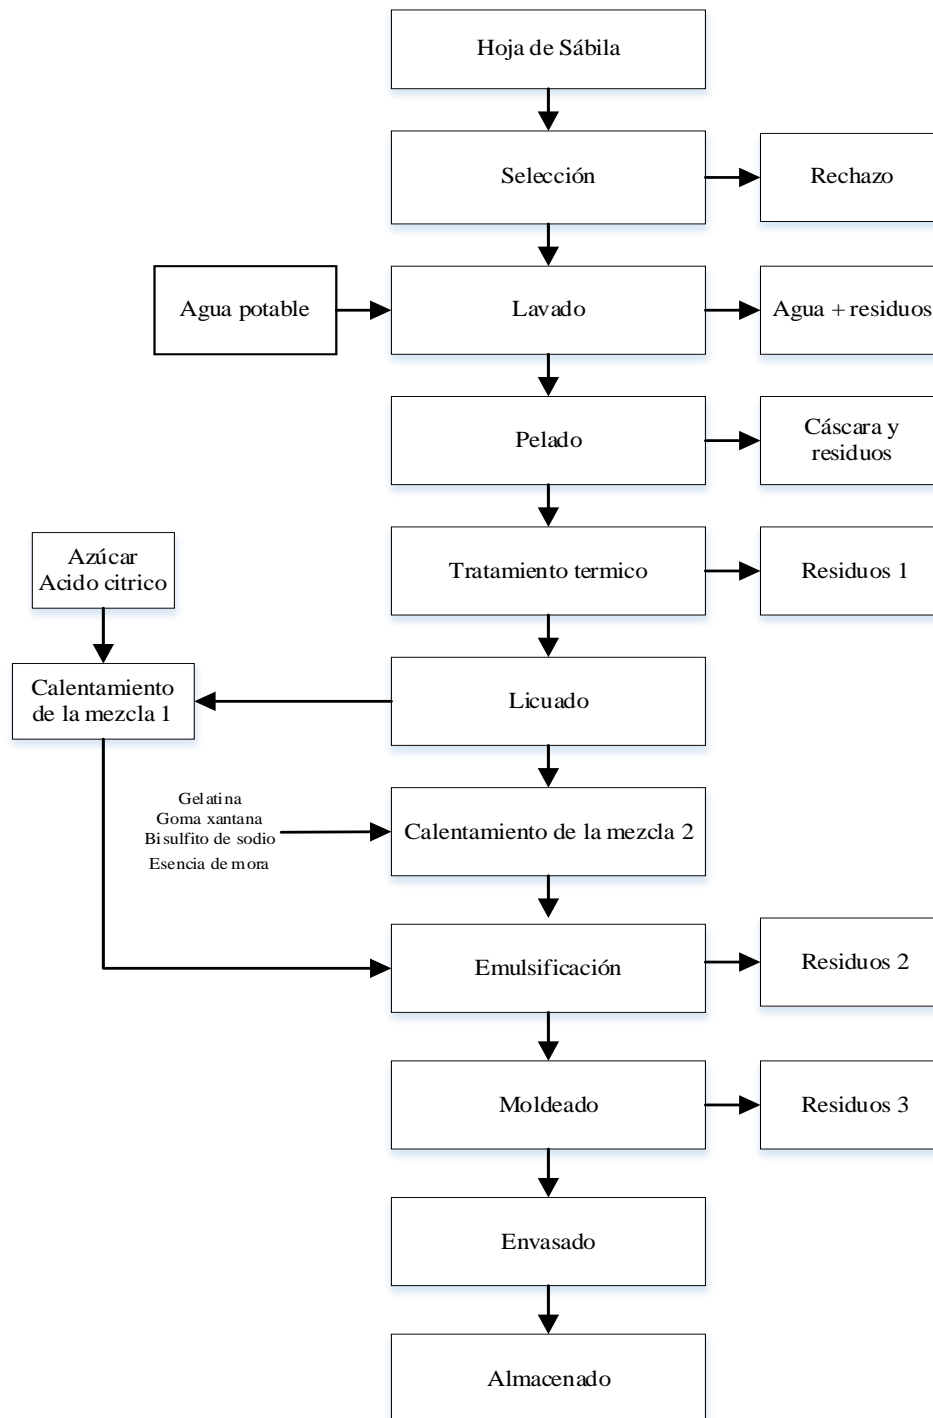 Hoja de Sábila
Selección
Rechazo
Agua potable
Lavado
Agua + residuos
Pelado
Cáscara y
residuos
Azúcar
Acido citrico
Tratamiento termico
Residuos 1
Calentamiento
de la mezcla 1
Licuado
Gelatina
Goma xantana
Bisulfito de sodio
Esencia de mora
Calentamiento de la mezcla 2
Emulsificación
Residuos 2
Moldeado
Residuos 3
Envasado
Almacenado